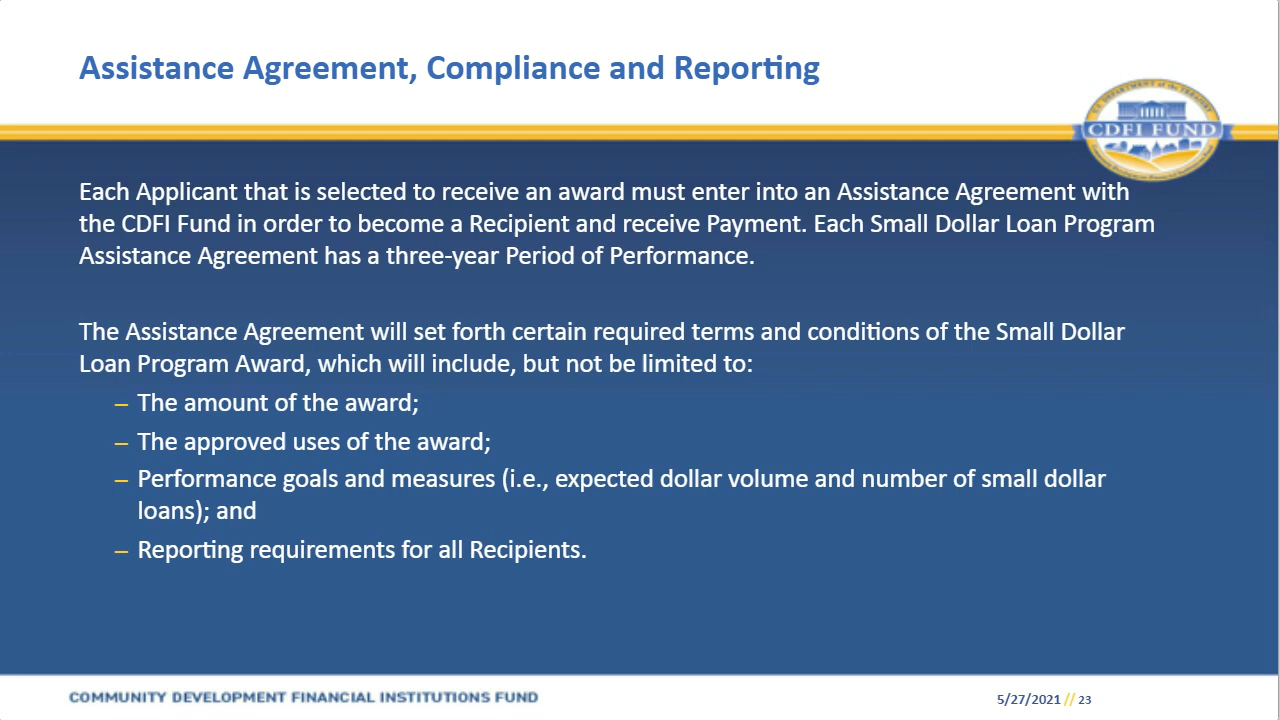 Assistance Agreement, Compliance and Reporting
U.S. DEPARTMENT of the TREASURY
CDFI FUND
Each Applicant that is selected to receive an award must enter into an Assistance Agreement with
the CDFI Fund in order to become a Recipient and receive Payment. Each Small Dollar Loan Program
Assistance Agreement has a three-year Period of Performance.
The Assistance Agreement will set forth certain required terms and conditions of the Small Dollar
Loan Program Award, which will include, but not be limited to:
– The amount of the award;
– The approved uses of the award;
– Performance goals and measures (i.e., expected dollar volume and number of small dollar
loans); and
– Reporting requirements for all Recipients.
COMMUNITY DEVELOPMENT FINANCIAL INSTITUTIONS FUND
5/27/2021 // 23